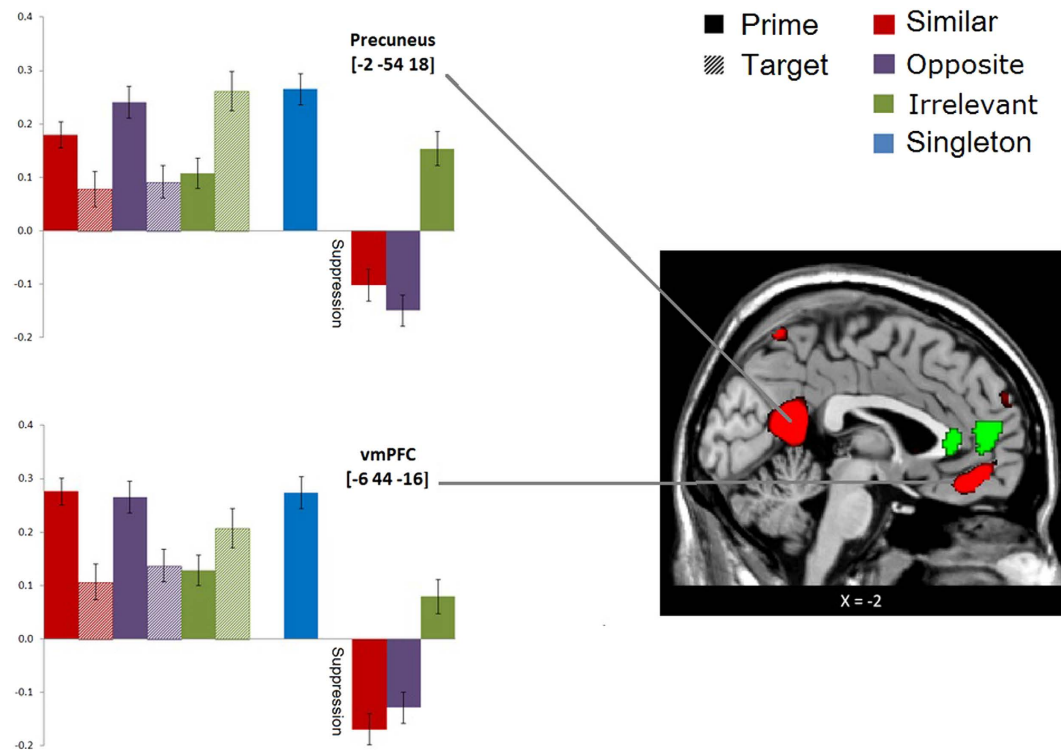 Precuneus
[-2 -54 18]
0.4
0.3
0.2
0.1
0.0
-0.1
-0.2
Suppression
Prime
Target
Similar
Opposite
Irrelevant
Singleton
vmPFC
[-6 44 -16]
0.4
0.3
0.2
0.1
0.0
-0.1
-0.2
Suppression
X = -2